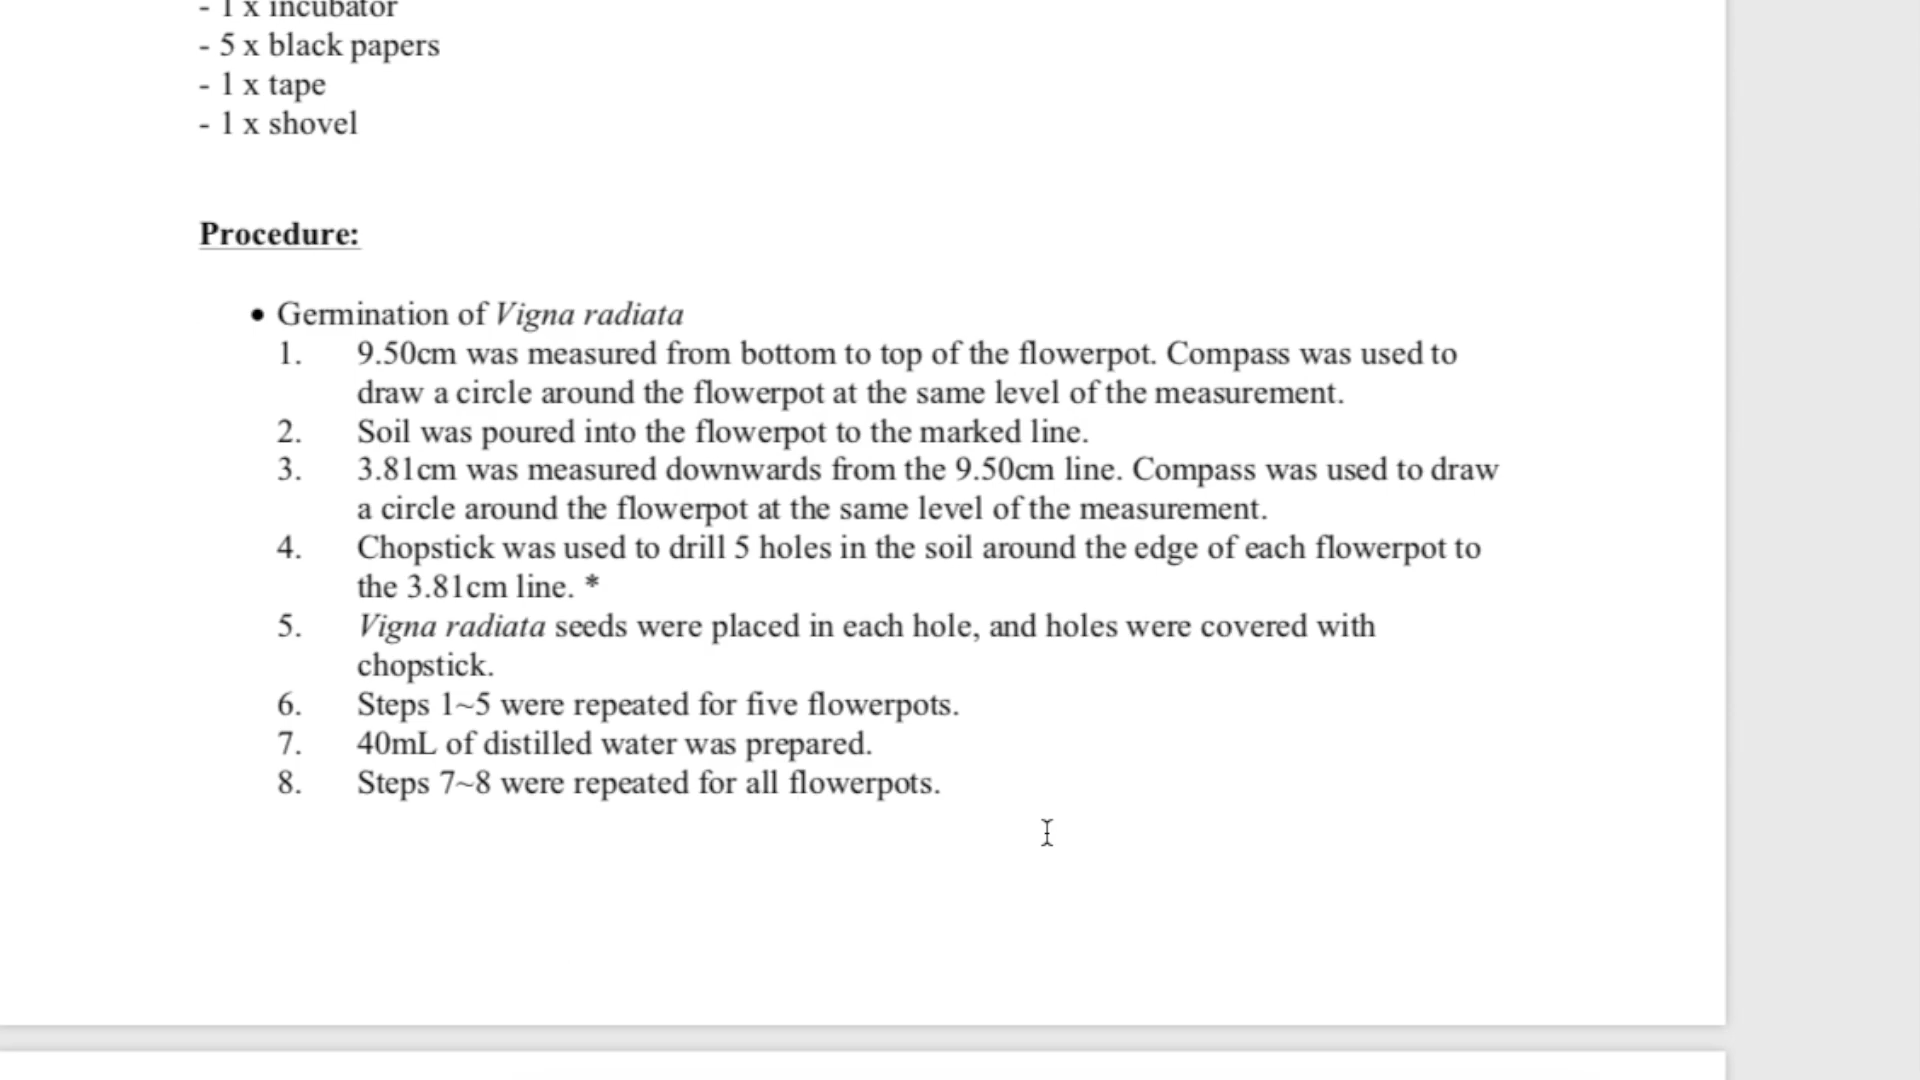 - 1 x incubator
- 5 x black papers
- 1 x tape
- 1 x shovel
Procedure:
• Germination of Vigna radiata
1. 9.50cm was measured from bottom to top of the flowerpot. Compass was used to
draw a circle around the flowerpot at the same level of the measurement.
2. Soil was poured into the flowerpot to the marked line.
3. 3.81cm was measured downwards from the 9.50cm line. Compass was used to draw
a circle around the flowerpot at the same level of the measurement.
4. Chopstick was used to drill 5 holes in the soil around the edge of each flowerpot to
the 3.81cm line. *
5. Vigna radiata seeds were placed in each hole, and holes were covered with
chopstick.
6. Steps 1~5 were repeated for five flowerpots.
7. 40mL of distilled water was prepared.
8. Steps 7~8 were repeated for all flowerpots.